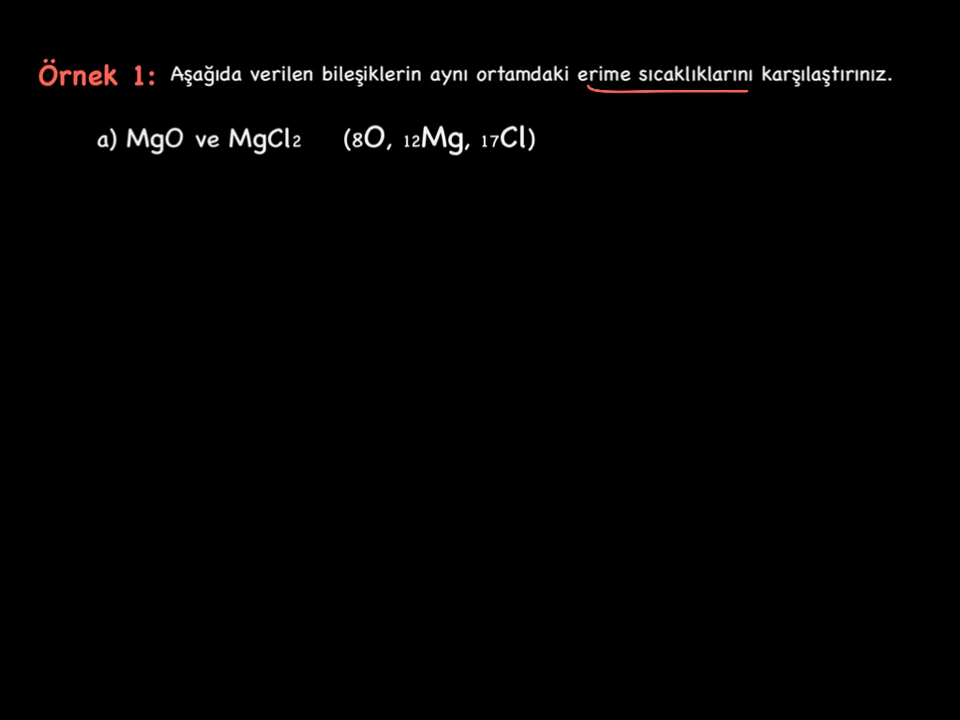 Örnek 1: Aşağıda verilen bileşiklerin aynı ortamdaki erime sıcaklıklarını karşılaştırınız.
a) MgO ve MgCl₂ (₈O, ₁₂Mg, ₁₇Cl)